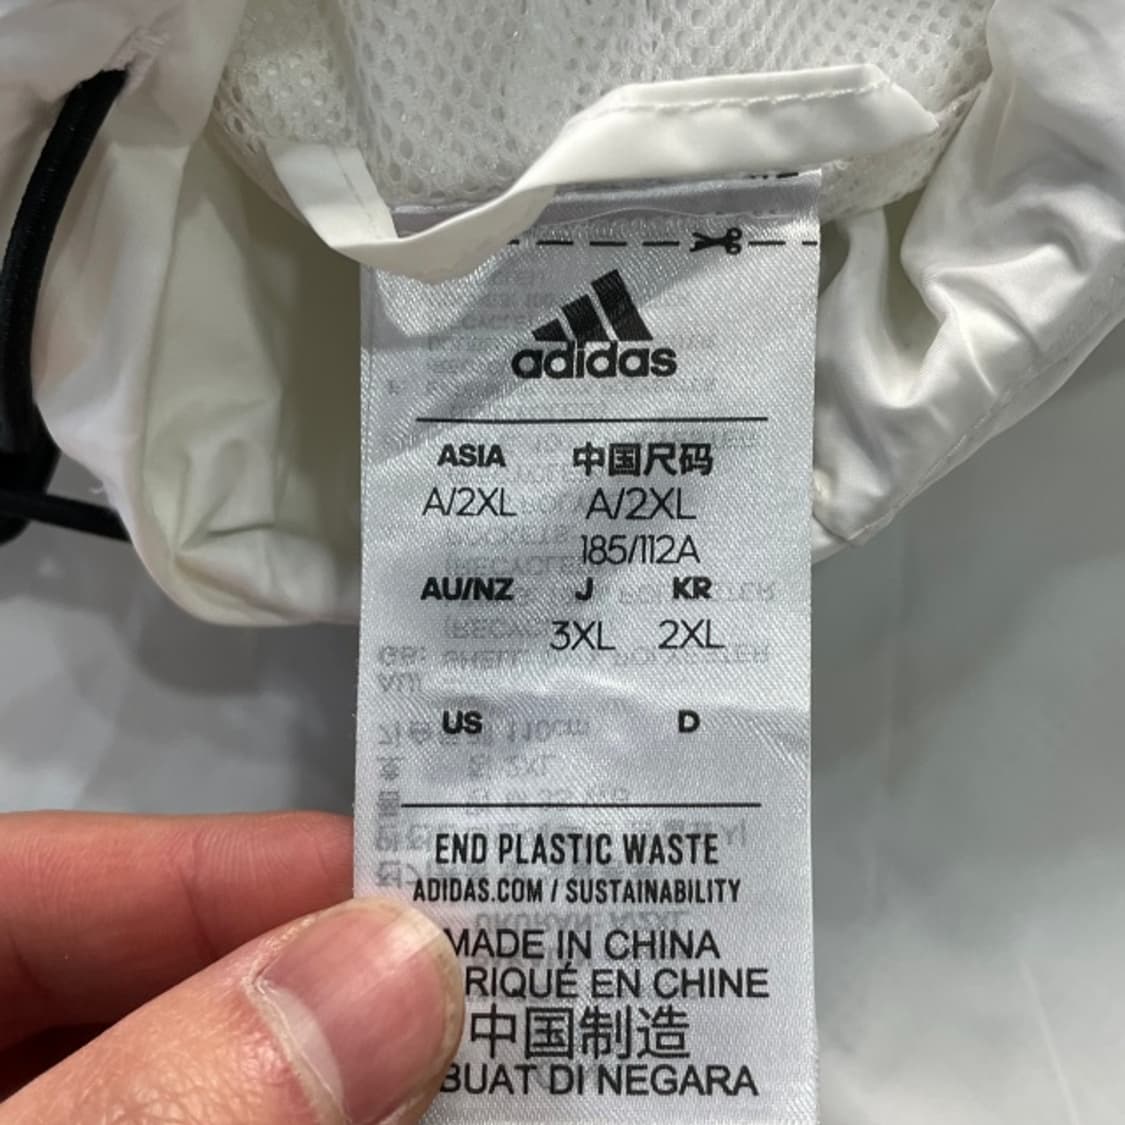 adidas
ASIA 中国尺码
A/2XL A/2XL
185/112A
AU/NZ J KR
3XL 2XL
US D
END PLASTIC WASTE
ADIDAS.COM / SUSTAINABILITY
MADE IN CHINA
RIQUÉ EN CHINE
中国制造
BUAT DI NEGARA